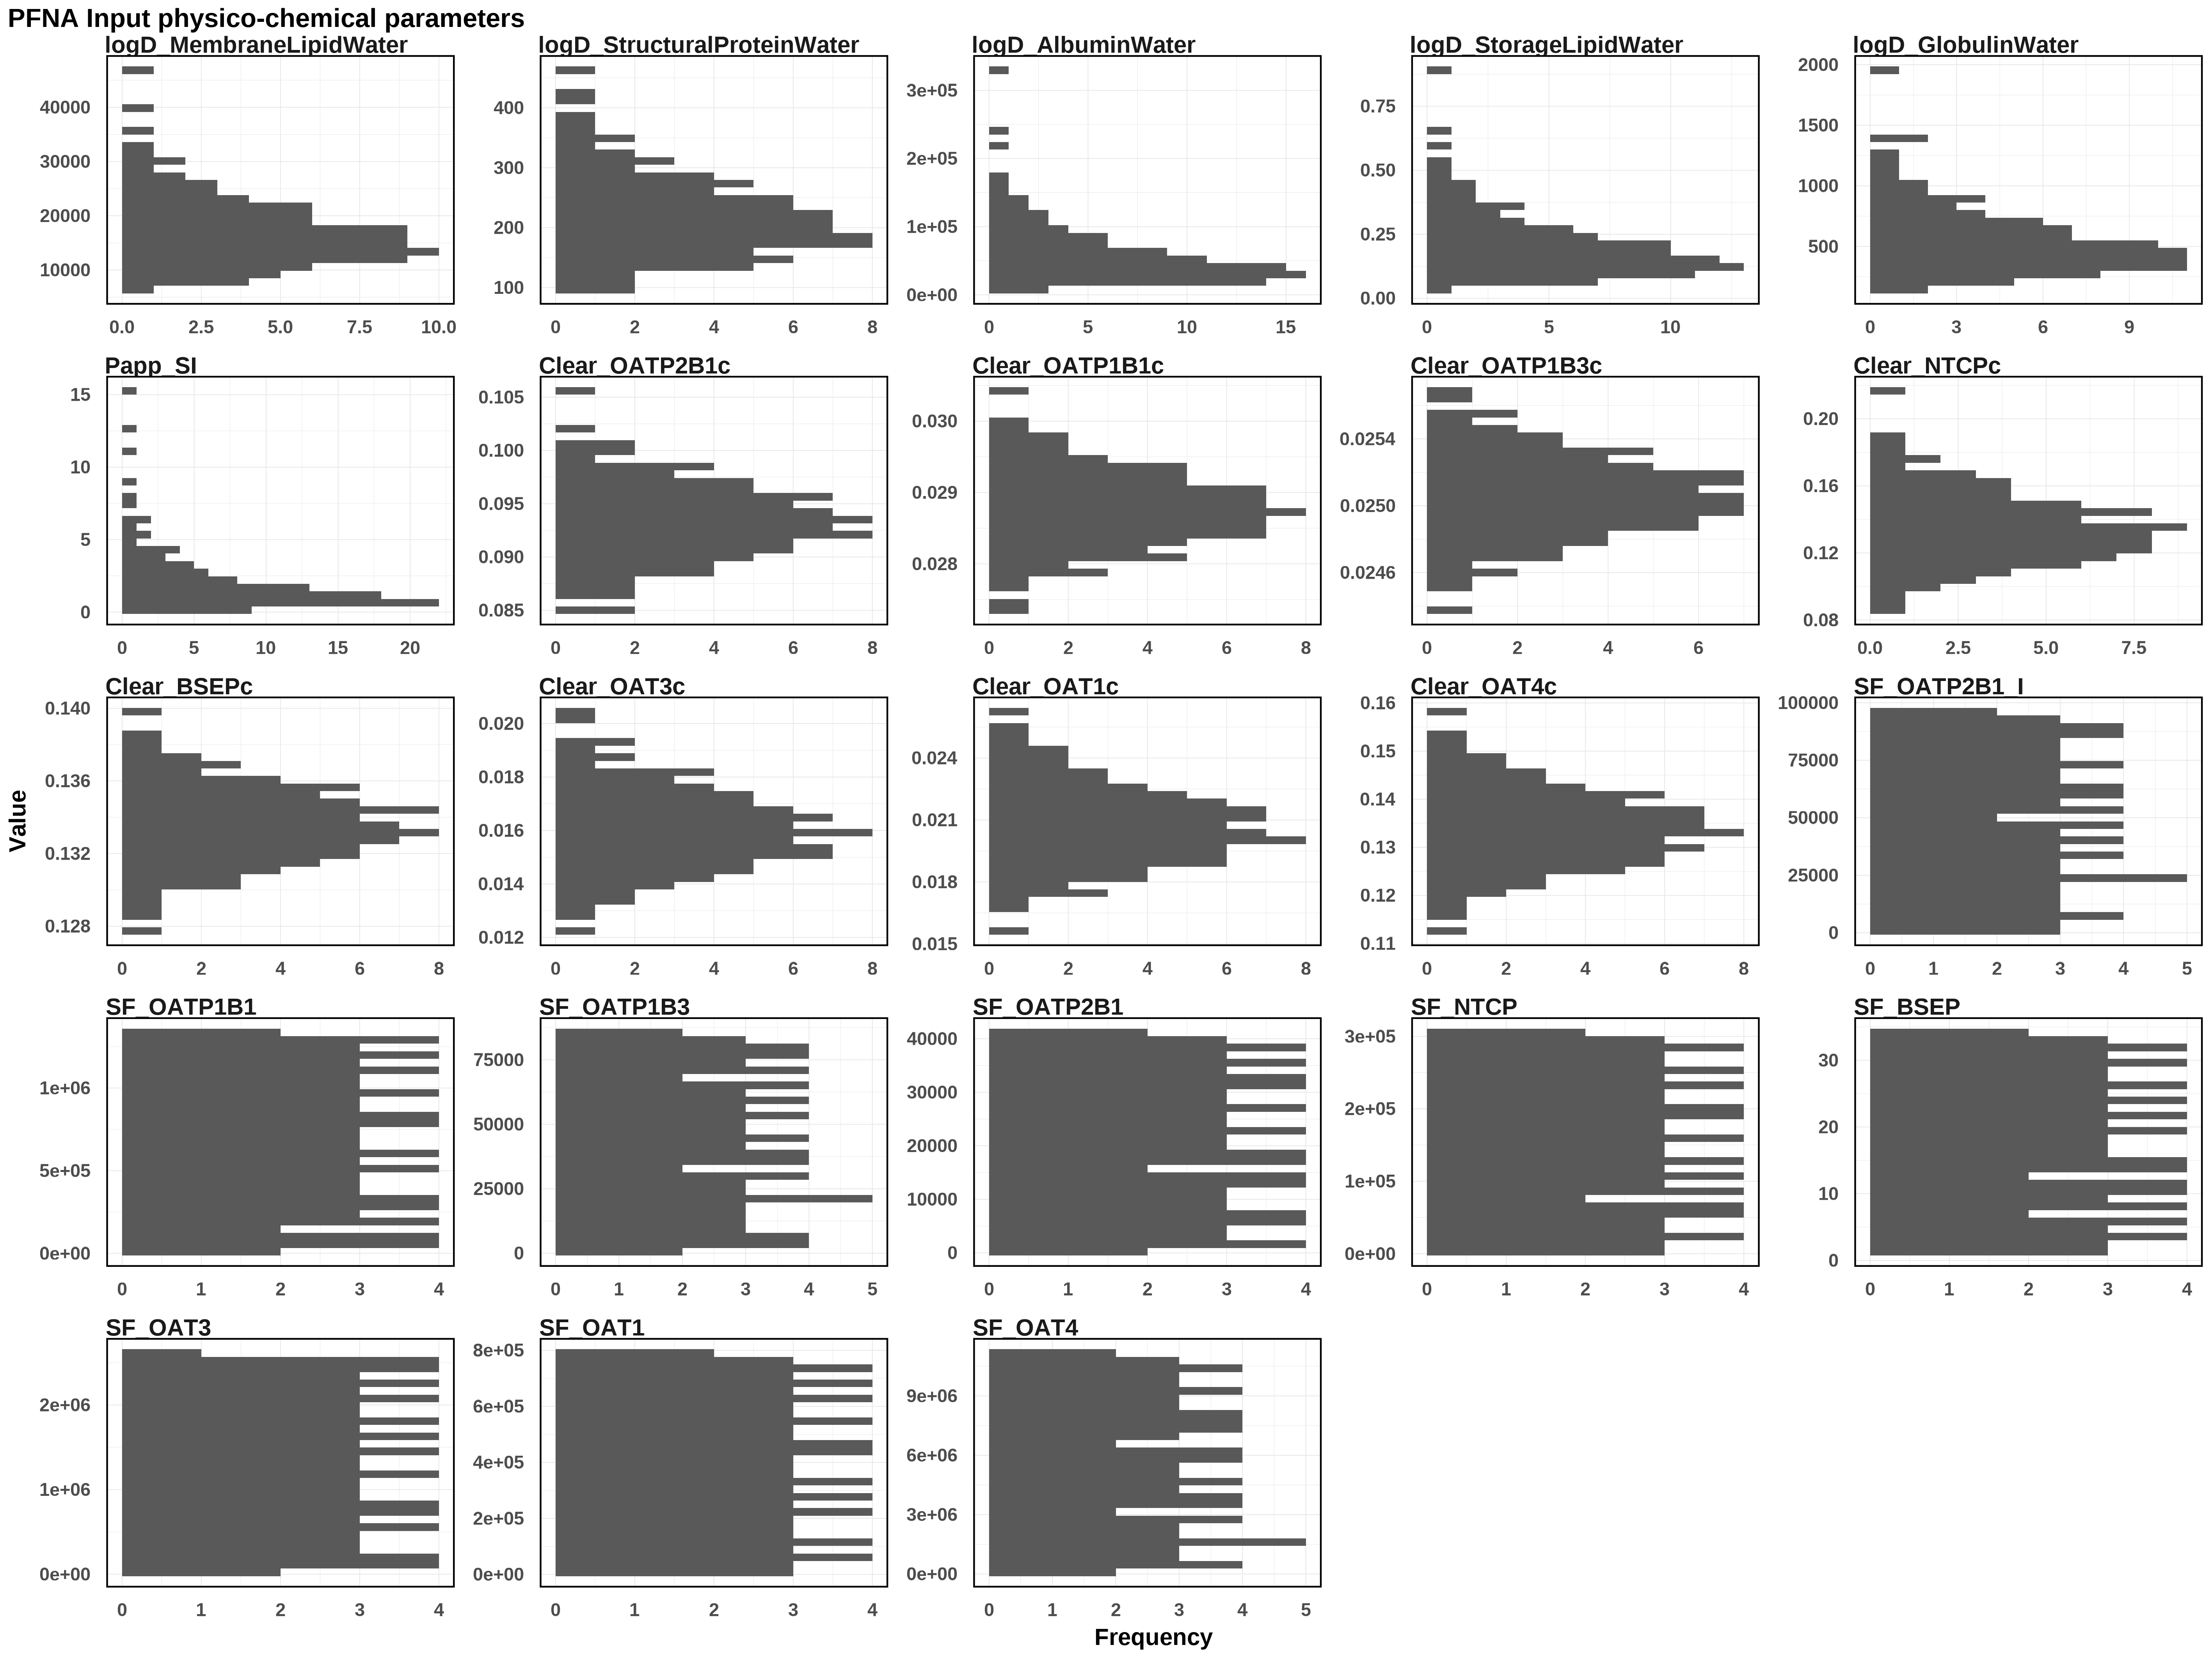 PFNA Input physico-chemical parameters
logD_MembraneLipidWater
logD_StructuralProteinWater
logD_AlbuminWater
logD_StorageLipidWater
logD_GlobulinWater
40000
30000
20000
10000
0.0 2.5 5.0 7.5 10.0
400
300
200
100
0 2 4 6 8
3e+05
2e+05
1e+05
0e+00
0 5 10 15
0.75
0.50
0.25
0.00
0 5 10
2000
1500
1000
500
0 3 6 9
Papp_SI
Clear_OATP2B1c
Clear_OATP1B1c
Clear_OATP1B3c
Clear_NTCPc
15
10
5
0
0 5 10 15 20
0.105
0.100
0.095
0.090
0.085
0 2 4 6 8
0.030
0.029
0.028
0 2 4 6 8
0.0254
0.0250
0.0246
0 2 4 6
0.20
0.16
0.12
0.08
0.0 2.5 5.0 7.5
Clear_BSEPc
Clear_OAT3c
Clear_OAT1c
Clear_OAT4c
SF_OATP2B1_I
0.140
0.136
0.132
0.128
0 2 4 6 8
0.020
0.018
0.016
0.014
0.012
0 2 4 6 8
0.024
0.021
0.018
0.015
0 2 4 6 8
0.16
0.15
0.14
0.13
0.12
0.11
0 2 4 6 8
100000
75000
50000
25000
0
0 1 2 3 4 5
Value
SF_OATP1B1
SF_OATP1B3
SF_OATP2B1
SF_NTCP
SF_BSEP
1e+06
5e+05
0e+00
0 1 2 3 4
75000
50000
25000
0
0 1 2 3 4 5
40000
30000
20000
10000
0
0 1 2 3 4
3e+05
2e+05
1e+05
0e+00
0 1 2 3 4
30
20
10
0
0 1 2 3 4
SF_OAT3
SF_OAT1
SF_OAT4
2e+06
1e+06
0e+00
0 1 2 3 4
8e+05
6e+05
4e+05
2e+05
0e+00
0 1 2 3 4
9e+06
6e+06
3e+06
0e+00
0 1 2 3 4 5
Frequency